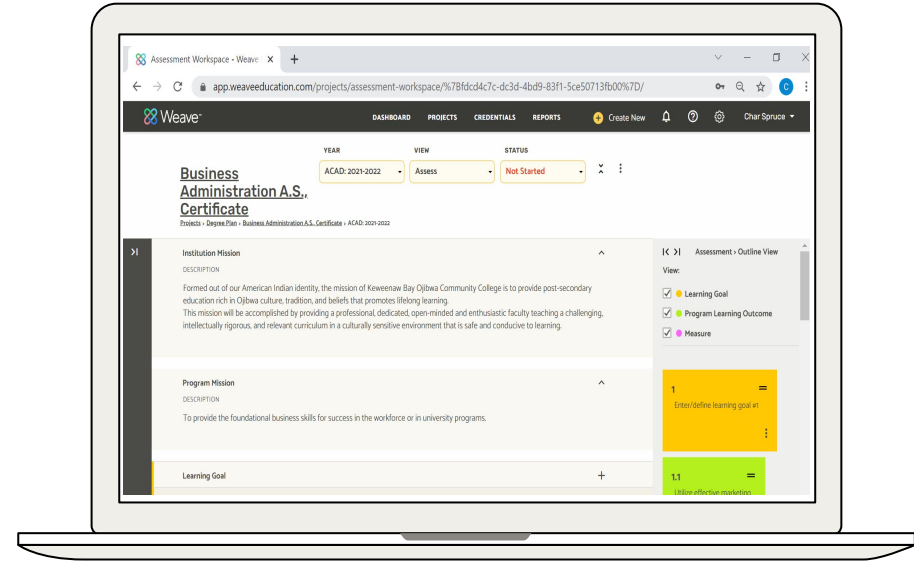 Assessment Workspace - Weave X +
app.weaveeducation.com/projects/assessment-workspace/%7Bfdcd4c7c-dc3d-4bd9-83f1-5ce50713fb00%7D/
C
Weave
DASHBOARD PROJECTS CREDENTIALS REPORTS + Create New Char Spruce
YEAR VIEW STATUS
ACAD: 2021-2022 Assess Not Started
Business
Administration A.S.,
Certificate
Projects › Degree Plan › Business Administration A.S., Certificate › ACAD: 2021-2022
Institution Mission
DESCRIPTION
Formed out of our American Indian identity, the mission of Keweenaw Bay Ojibwa Community College is to provide post-secondary
education rich in Ojibwa culture, tradition, and beliefs that promotes lifelong learning.
This mission will be accomplished by providing a professional, dedicated, open-minded and enthusiastic faculty teaching a challenging,
intellectually rigorous, and relevant curriculum in a culturally sensitive environment that is safe and conducive to learning.
Program Mission
DESCRIPTION
To provide the foundational business skills for success in the workforce or in university programs.
Learning Goal +
Assessment › Outline View
View:
Learning Goal
Program Learning Outcome
Measure
1
Enter/define learning goal #1
1.1
Utilize effective marketing